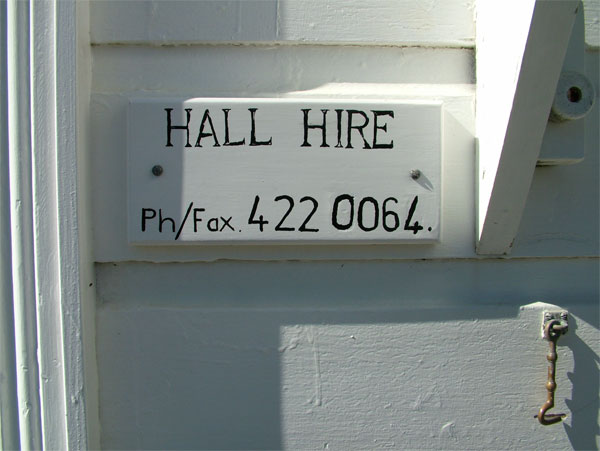 HALL HIRE
Ph/Fax. 422 0064.